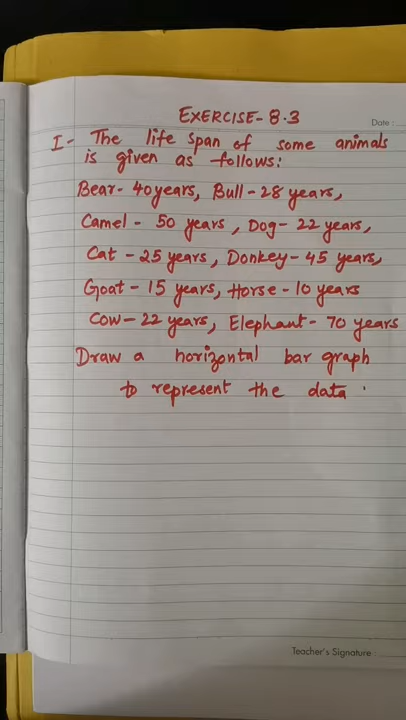 EXERCISE-8.3
Date :
I- The life span of some animals
is given as follows:
Bear-40years, Bull-28 years,
Camel - 50 years, Dog-22 years,
Cat -25 years, Donkey-45 years,
Goat-15 years, Horse-10 years
Cow-22 years, Elephant-70 years
Draw a horizontal bar graph
to represent the data.
Teacher's Signature :